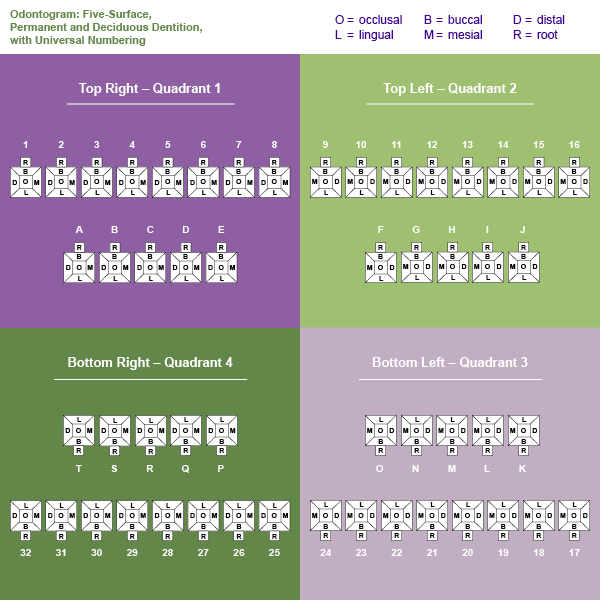 Odontogram: Five-Surface,
Permanent and Deciduous Dentition,
with Universal Numbering
O = occlusal B = buccal D = distal
L = lingual M = mesial R = root
Top Right – Quadrant 1
1 2 3 4 5 6 7 8
R R R R R R R R
B B B B B B B B
D O M D O M D O M D O M D O M D O M D O M D O M
L L L L L L L L
A B C D E
R R R R R
B B B B B
D O M D O M D O M D O M D O M
L L L L L
Top Left – Quadrant 2
9 10 11 12 13 14 15 16
R R R R R R R R
B B B B B B B B
M O D M O D M O D M O D M O D M O D M O D M O D
L L L L L L L L
F G H I J
R R R R R
B B B B B
M O D M O D M O D M O D M O D
L L L L L
Bottom Right – Quadrant 4
L L L L L
D O M D O M D O M D O M D O M
B B B B B
R R R R R
T S R Q P
L L L L L L L L
D O M D O M D O M D O M D O M D O M D O M D O M
B B B B B B B B
R R R R R R R R
32 31 30 29 28 27 26 25
Bottom Left – Quadrant 3
L L L L L
M O D M O D M O D M O D M O D
B B B B B
R R R R R
O N M L K
L L L L L L L L
M O D M O D M O D M O D M O D M O D M O D M O D
B B B B B B B B
R R R R R R R R
24 23 22 21 20 19 18 17